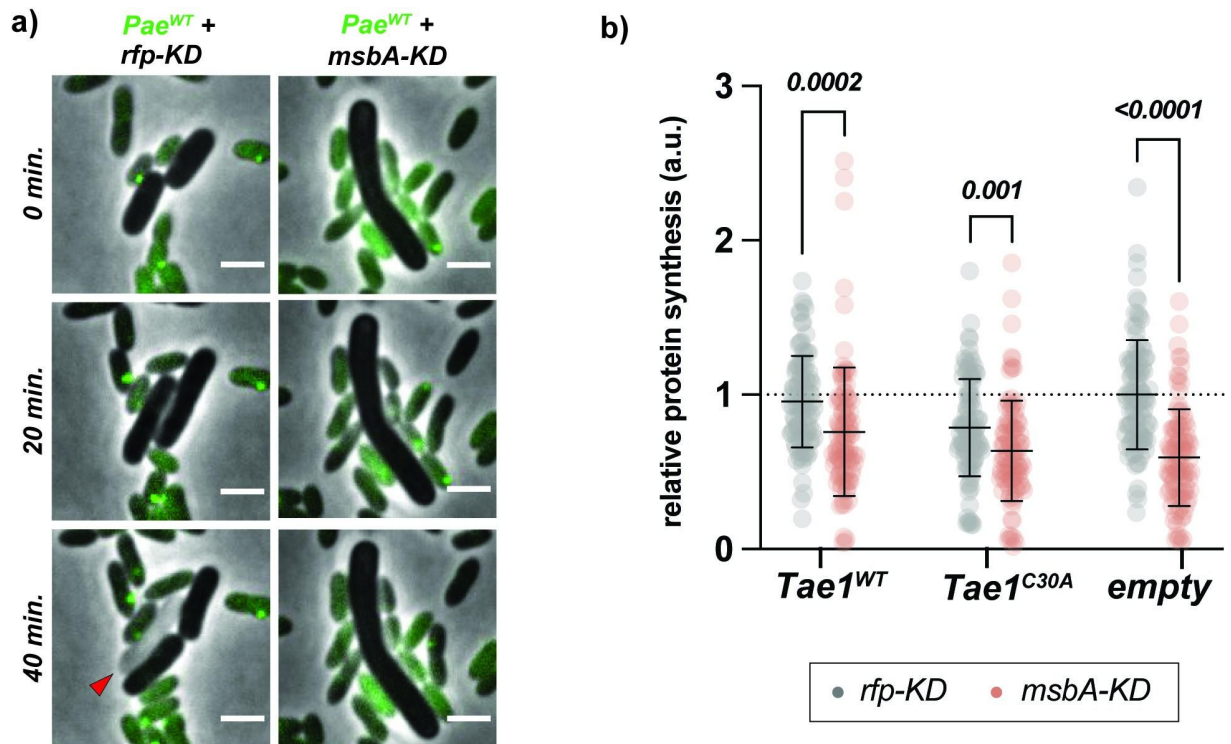 a)
Pae^WT +
rfp-KD
Pae^WT +
msbA-KD
0 min.
20 min.
40 min.
b)
relative protein synthesis (a.u.)
3
2
1
0
0.0002
0.001
<0.0001
Tae1^WT
Tae1^C30A
empty
rfp-KD
msbA-KD